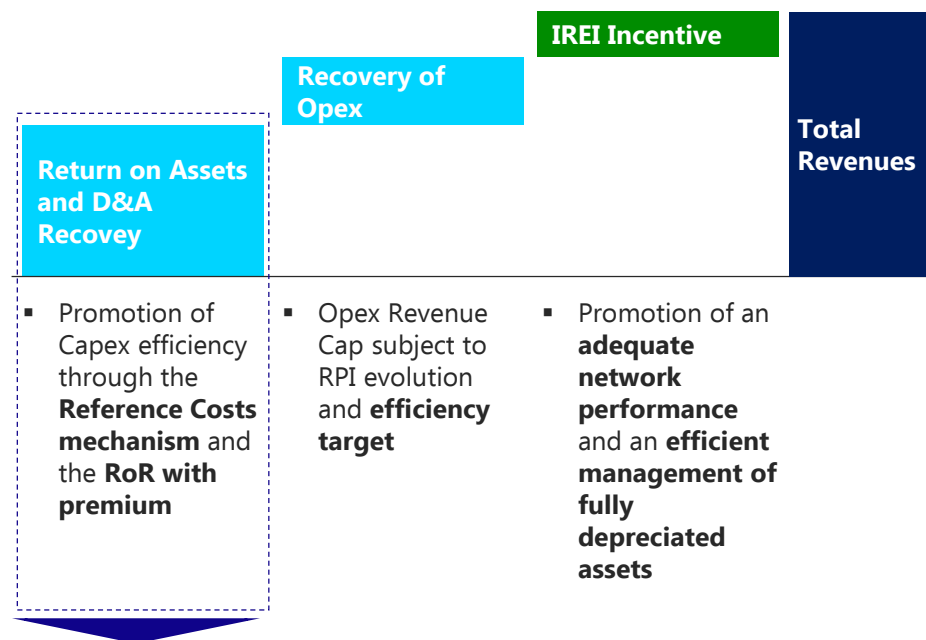 IREI Incentive
Recovery of
Opex
Total
Revenues
Return on Assets
and D&A
Recovey
▪ Promotion of
Capex efficiency
through the
Reference Costs
mechanism and
the RoR with
premium
▪ Opex Revenue
Cap subject to
RPI evolution
and efficiency
target
▪ Promotion of an
adequate
network
performance
and an efficient
management of
fully
depreciated
assets